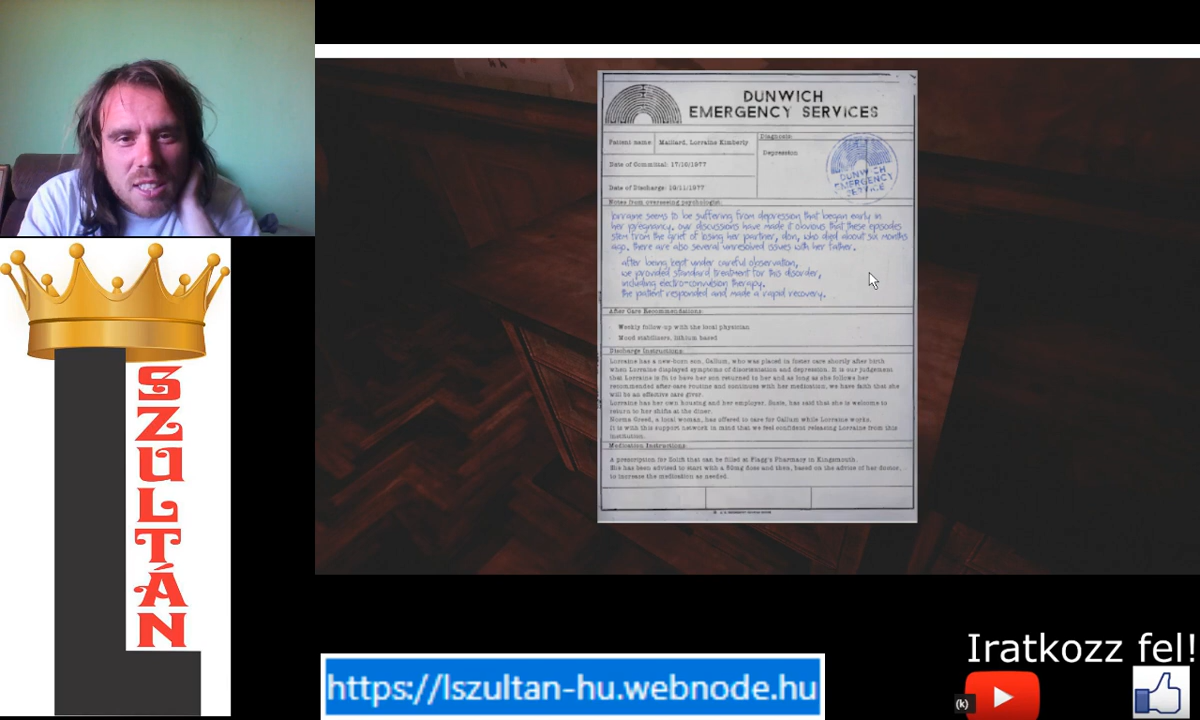 DUNWICH
EMERGENCY SERVICES
Patient name: Maillard, Lorraine Kimberly
Diagnosis:
Depression
Date of Committal: 17/10/1977
Date of Discharge: 10/11/1977
DUNWICH
EMERGENCY
SERVICE
Notes from overseeing psychologist:
lorraine seems to be suffering from depression that began early in
her pregnancy. our discussions have made it obvious that these episodes
stem from the grief of losing her partner, don, who died about six months
ago. there are also several unresolved issues with her father.
after being kept under careful observation,
we provided standard treatment for this disorder,
including electro-convulsion therapy.
the patient responded and made a rapid recovery.
After Care Recommendations:
Weekly follow-up with the local physician
Mood stabilisers, lithium based
Discharge Instructions:
Lorraine has a new-born son, Callum, who was placed in foster care shortly after birth
when Lorraine displayed symptoms of disorientation and depression. It is our judgement
that Lorraine is fit to have her son returned to her and as long as she follows her
recommended after-care routine and continues with her medication, we have faith that she
will be an effective care giver.
Lorraine has her own housing and her employer, Susie, has said that she is welcome to
return to her shifts at the diner.
Norma Creed, a local woman, has offered to care for Callum while Lorraine works.
It is with this support network in mind that we feel confident releasing Lorraine from this
institution.
Medication Instructions:
A prescription for Zolift that can be filled at Flagg's Pharmacy in Kingsmouth.
She has been advised to start with a 50mg dose and then, based on the advise of her doctor,
to increase the medication as needed.
SZULTÁN
L
https://lszultan-hu.webnode.hu
Iratkozz fel!
(k)